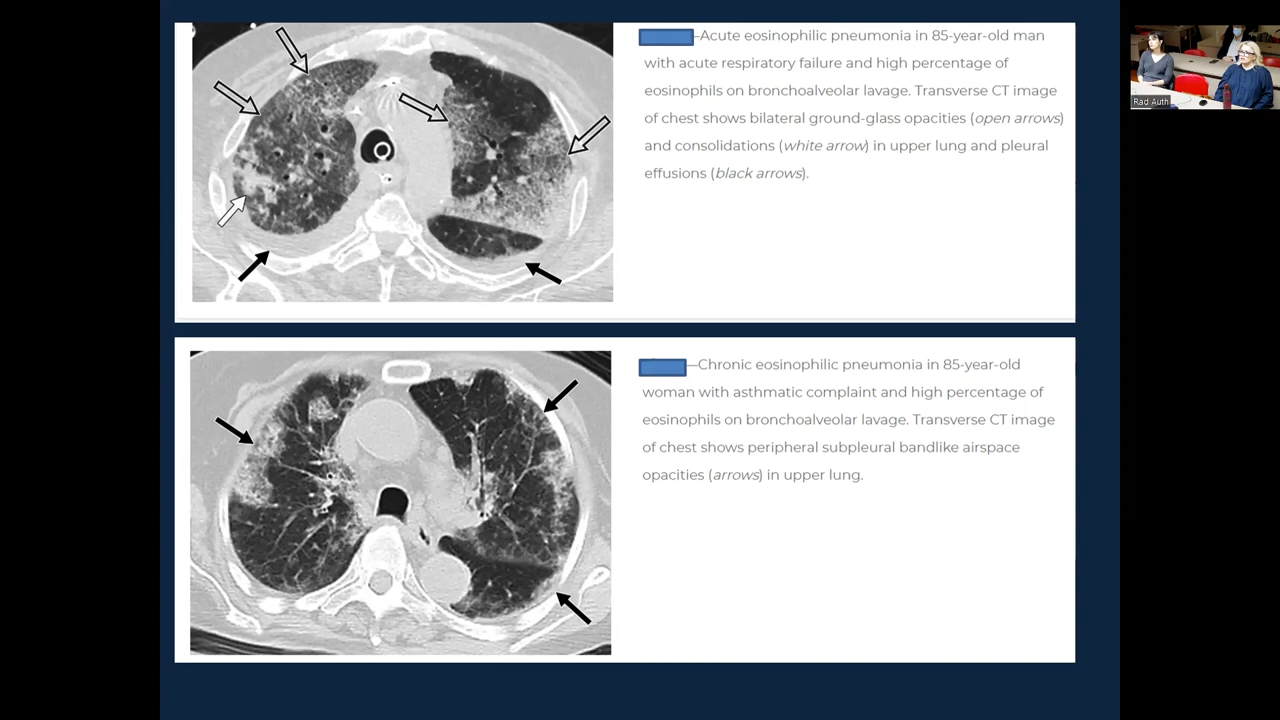 –Acute eosinophilic pneumonia in 85-year-old man
with acute respiratory failure and high percentage of
eosinophils on bronchoalveolar lavage. Transverse CT image
of chest shows bilateral ground-glass opacities (open arrows)
and consolidations (white arrow) in upper lung and pleural
effusions (black arrows).
—Chronic eosinophilic pneumonia in 85-year-old
woman with asthmatic complaint and high percentage of
eosinophils on bronchoalveolar lavage. Transverse CT image
of chest shows peripheral subpleural bandlike airspace
opacities (arrows) in upper lung.
Rad Auth